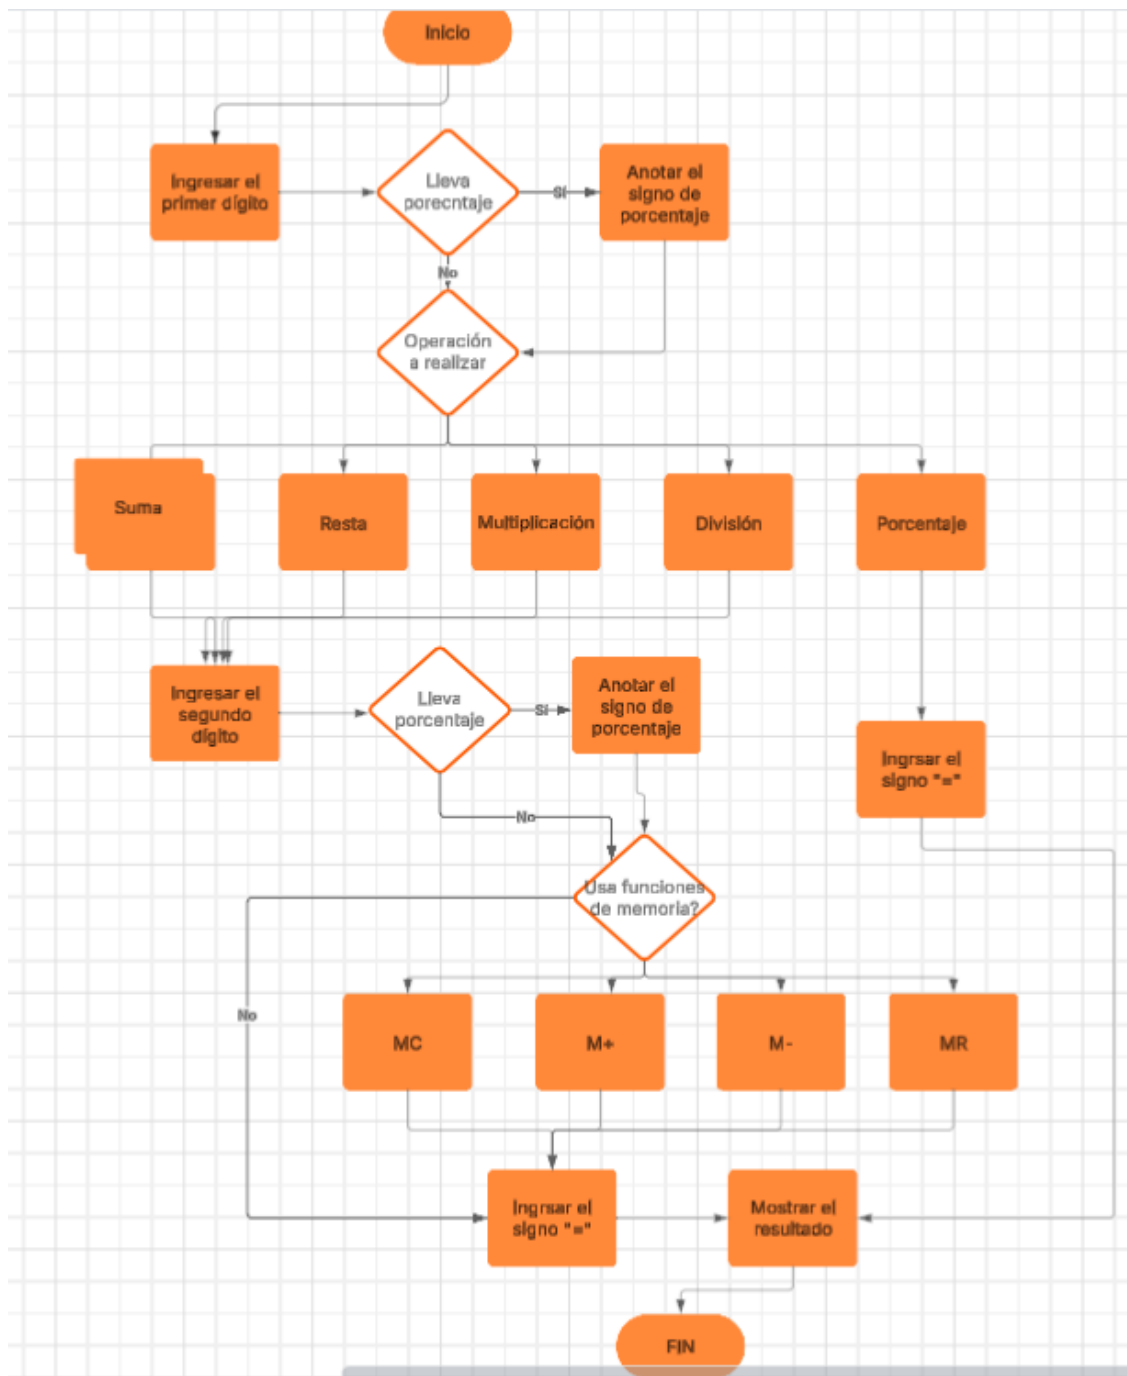 Inicio
Ingresar el
primer dígito
Lleva
porecntaje
Sí
Anotar el
signo de
porcentaje
No
Operación
a realizar
Suma
Resta
Multiplicación
División
Porcentaje
Ingresar el
segundo
dígito
Lleva
porcentaje
Sí
Anotar el
signo de
porcentaje
Ingrsar el
signo "="
No
Usa funciones
de memoria?
No
MC
M+
M-
MR
Ingrsar el
signo "="
Mostrar el
resultado
FIN